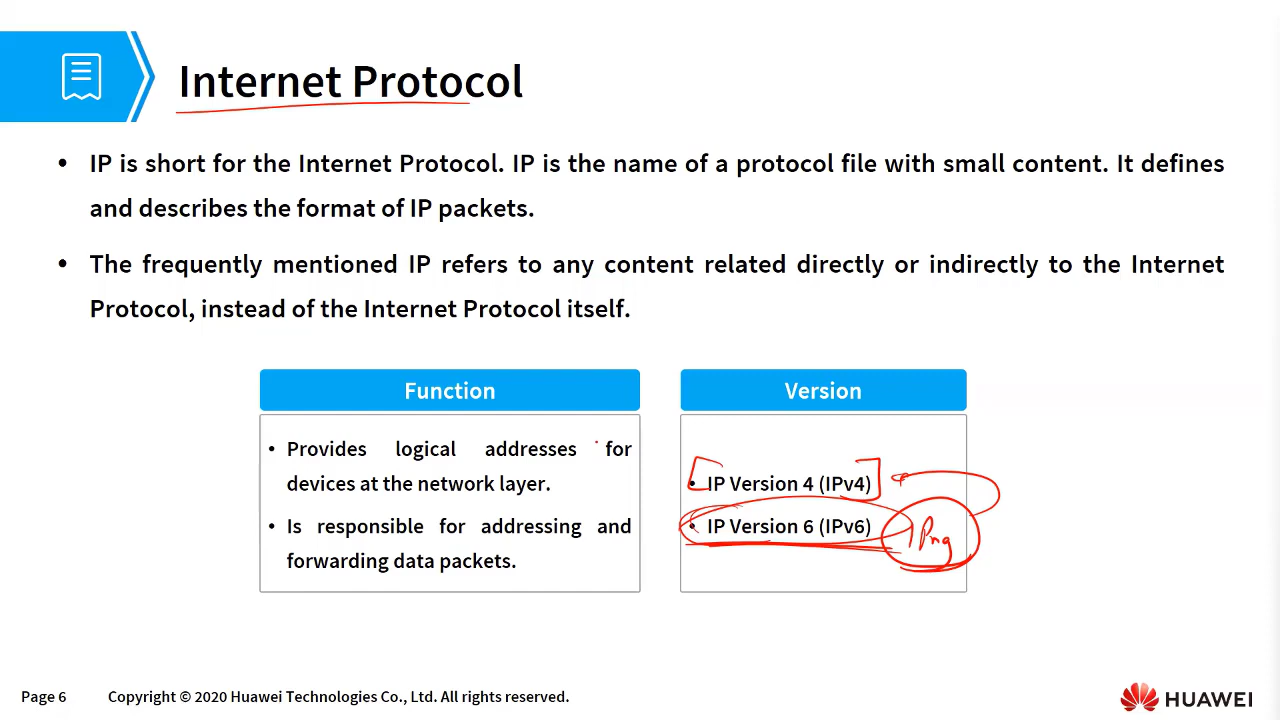 Internet Protocol
• IP is short for the Internet Protocol. IP is the name of a protocol file with small content. It defines
and describes the format of IP packets.
• The frequently mentioned IP refers to any content related directly or indirectly to the Internet
Protocol, instead of the Internet Protocol itself.
Function
• Provides logical addresses for
devices at the network layer.
• Is responsible for addressing and
forwarding data packets.
Version
• IP Version 4 (IPv4)
• IP Version 6 (IPv6)
IPng
Page 6
Copyright © 2020 Huawei Technologies Co., Ltd. All rights reserved.
HUAWEI